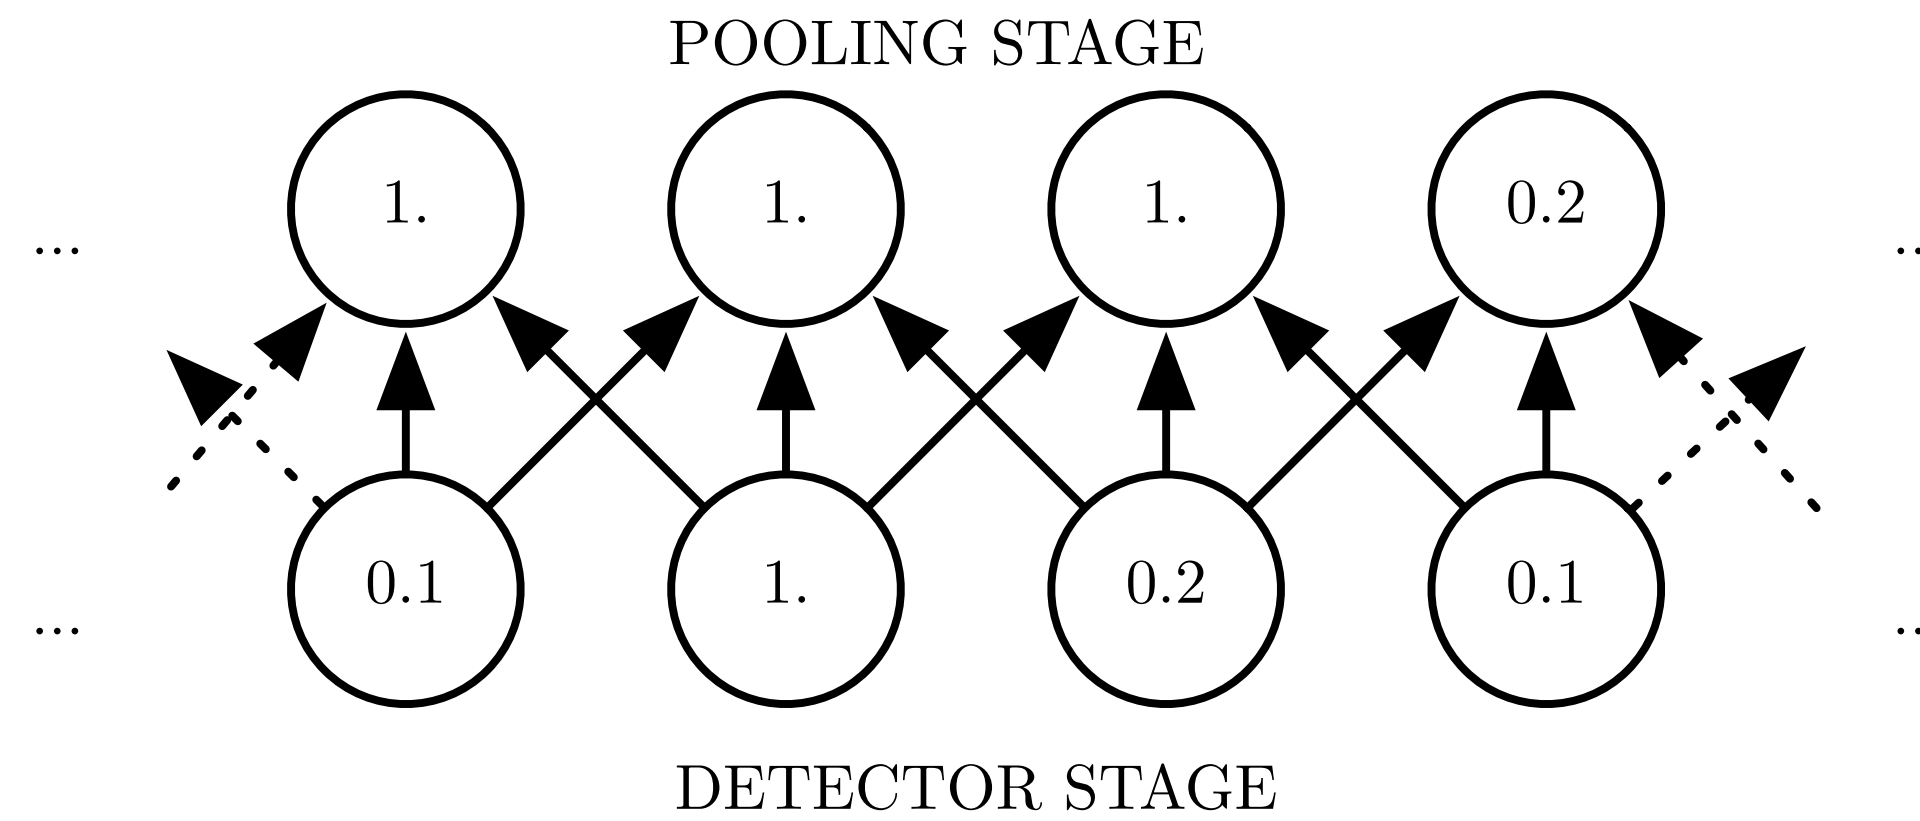 POOLING STAGE
... 1. 1. 1. 0.2 ..
... 0.1 1. 0.2 0.1 ..
DETECTOR STAGE